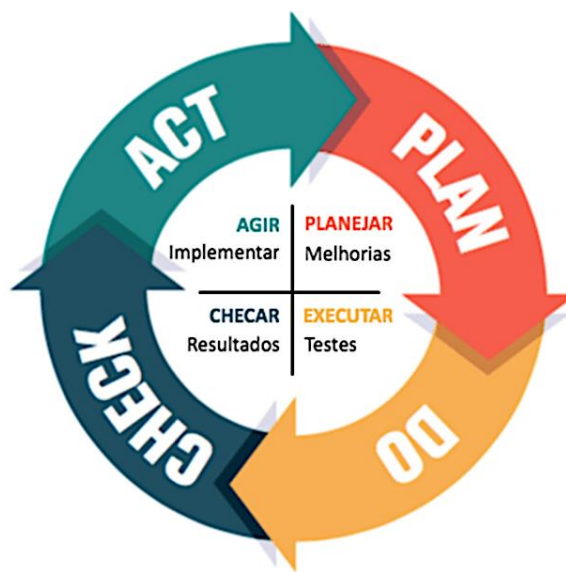 ACT
PLAN
AGIR
Implementar
PLANEJAR
Melhorias
CHECAR
Resultados
EXECUTAR
Testes
CHECK
DO